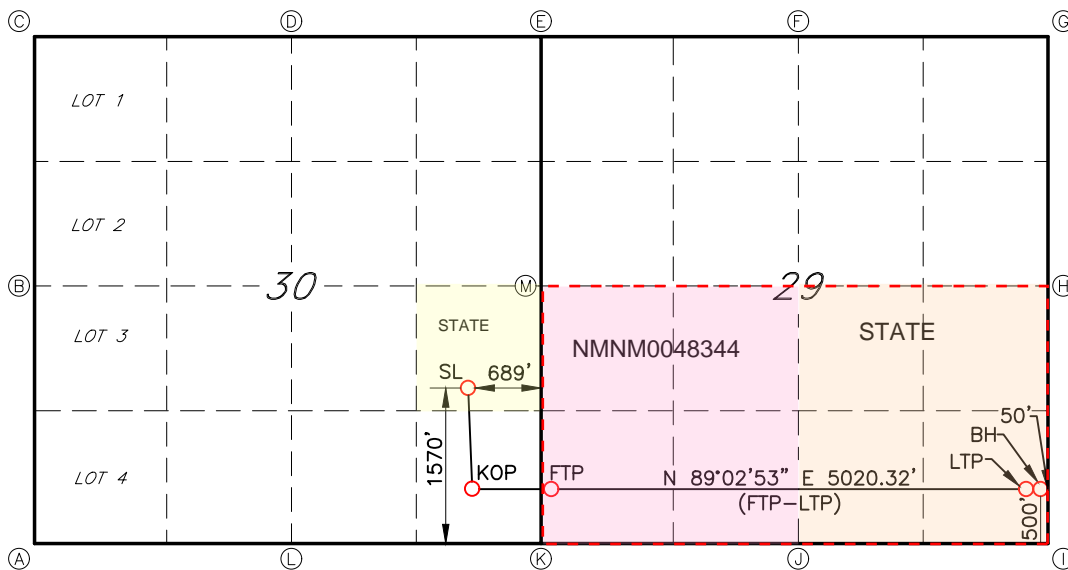 C D E F G
LOT 1
LOT 2
B 30 M 29 H
LOT 3
STATE
STATE
NMNM0048344
SL 689'
50'
BH
LTP
1570'
LOT 4
KOP FTP N 89°02'53" E 5020.32'
(FTP-LTP)
500'
A L K J I